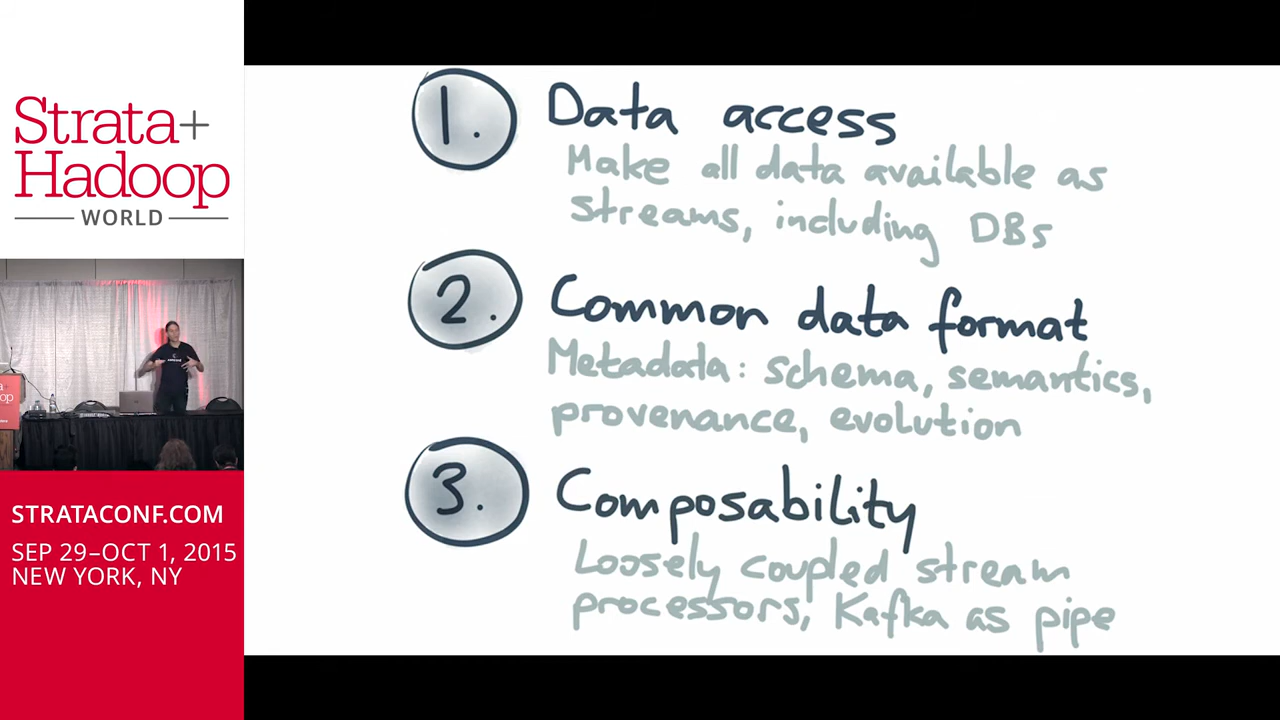 Strata+
Hadoop
WORLD
STRATACONF.COM
SEP 29–OCT 1, 2015
NEW YORK, NY
1. Data access
Make all data available as
streams, including DBs
2. Common data format
Metadata: schema, semantics,
provenance, evolution
3. Composability
Loosely coupled stream
processors, Kafka as pipe